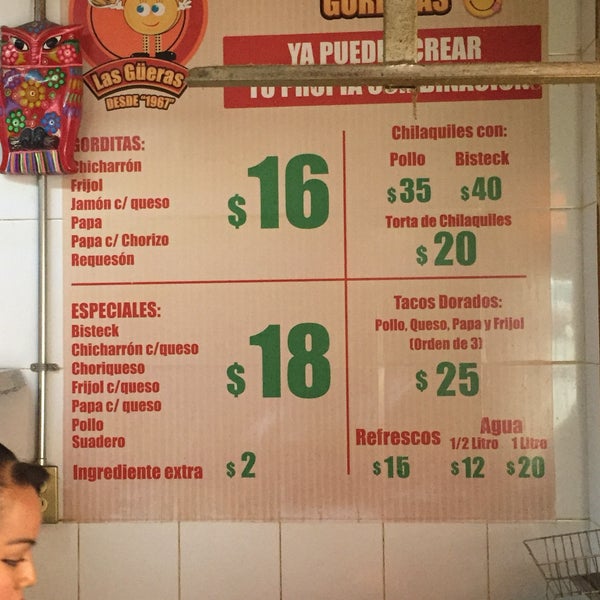 Las Güeras
DESDE "1967"
GORDITAS:
Chicharrón
Frijol
Jamón c/ queso
Papa
Papa c/ Chorizo
Requesón
$16
ESPECIALES:
Bisteck
Chicharrón c/queso
Choriqueso
Frijol c/queso
Papa c/ queso
Pollo
Suadero
$18
Ingrediente extra $2
YA PUEDES CREAR
TU PROPIA
Chilaquiles con:
Pollo Bisteck
$35 $40
Torta de Chilaquiles
$20
Tacos Dorados:
Pollo, Queso, Papa y Frijol
(Orden de 3)
$25
Refrescos
$15
Agua
1/2 Litro 1 Litro
$12 $20